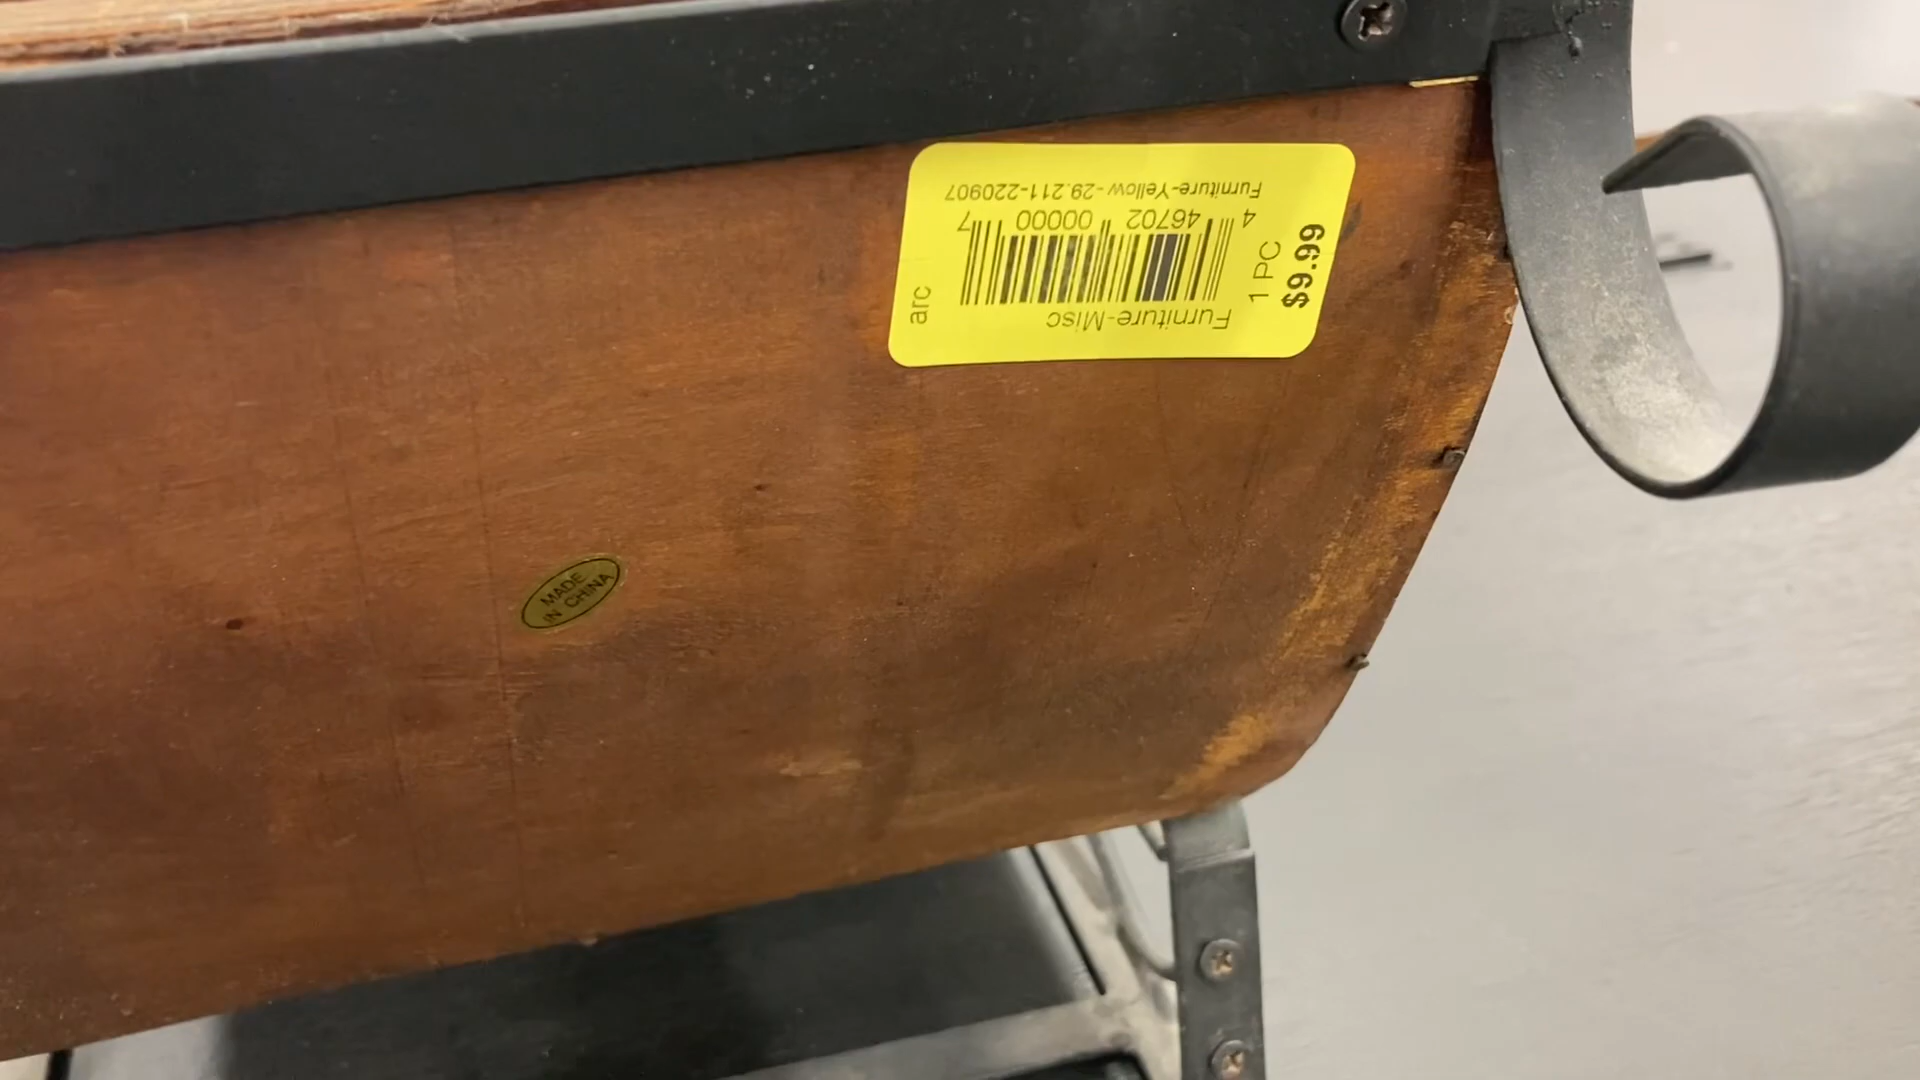 arc
Furniture-Misc
4 46702 00000 7
Furniture-Yellow -29.211-220907
1 PC
$9.99
MADE
IN CHINA